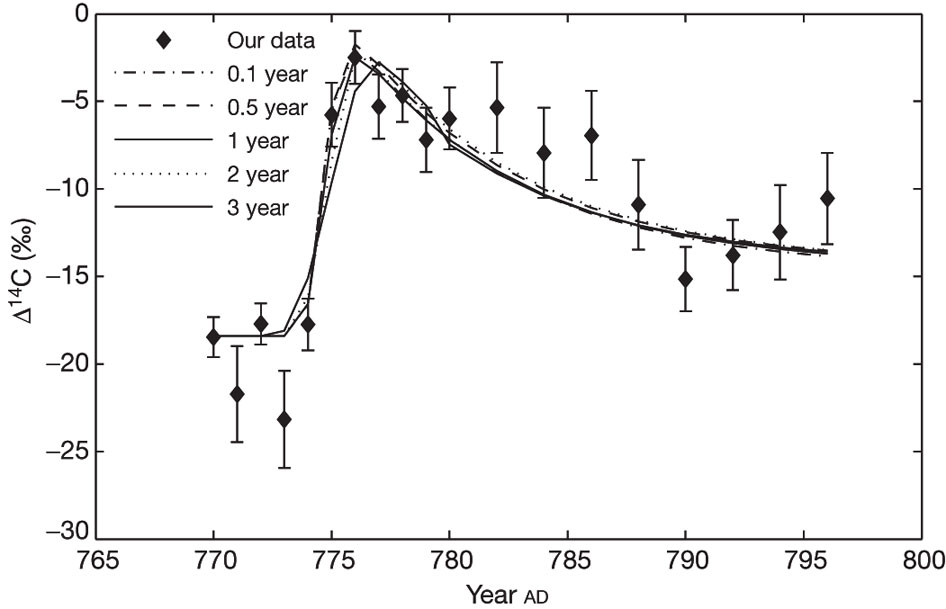 0
−5
−10
−15
−20
−25
−30
Δ¹⁴C (‰)
Our data
0.1 year
0.5 year
1 year
2 year
3 year
765 770 775 780 785 790 795 800
Year AD